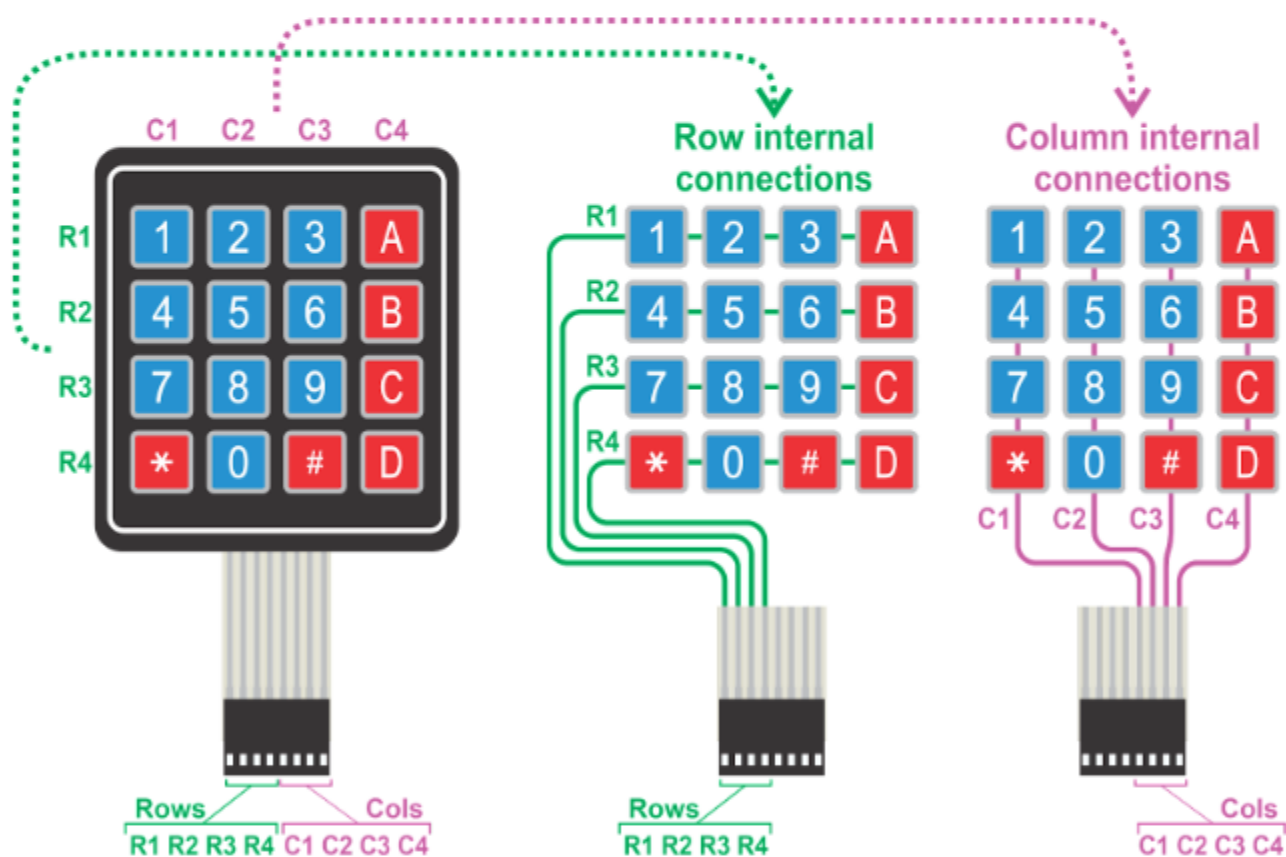 C1 C2 C3 C4
R1 1 2 3 A
R2 4 5 6 B
R3 7 8 9 C
R4 * 0 # D
Rows Cols
R1 R2 R3 R4 C1 C2 C3 C4
Row internal
connections
R1 1 2 3 A
R2 4 5 6 B
R3 7 8 9 C
R4 * 0 # D
Rows
R1 R2 R3 R4
Column internal
connections
1 2 3 A
4 5 6 B
7 8 9 C
* 0 # D
C1 C2 C3 C4
Cols
C1 C2 C3 C4